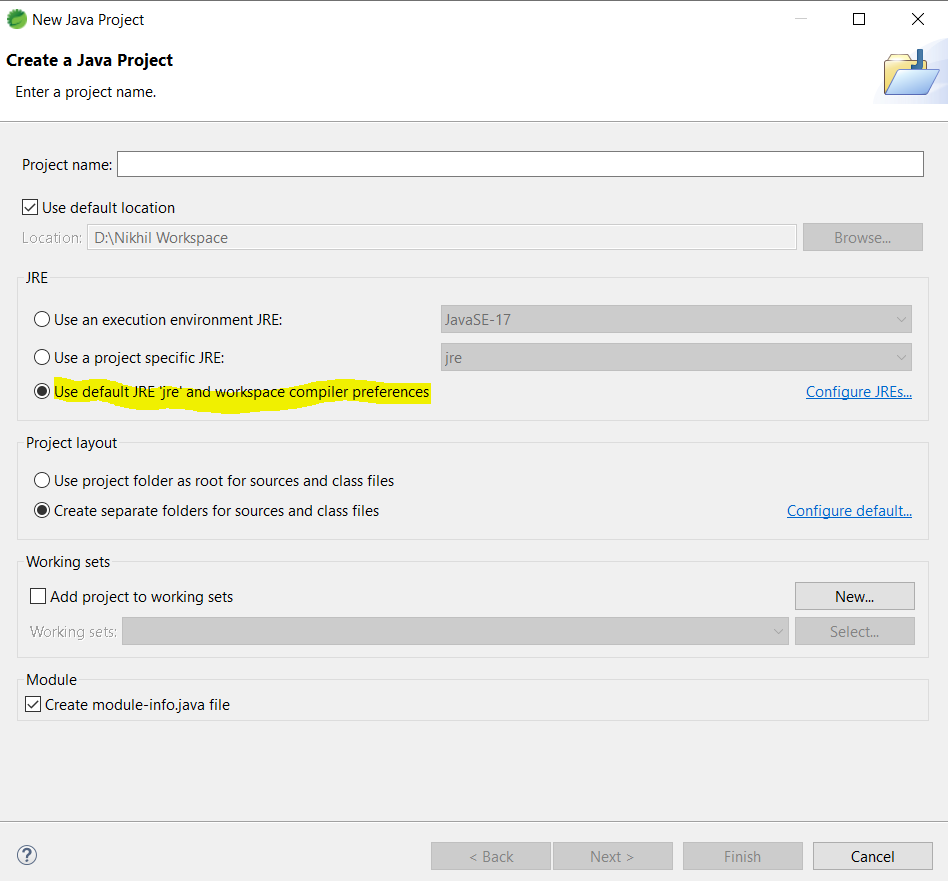 New Java Project
Create a Java Project
Enter a project name.
Project name:
Use default location
Location: D:\Nikhil Workspace Browse...
JRE
Use an execution environment JRE: JavaSE-17
Use a project specific JRE: jre
Use default JRE 'jre' and workspace compiler preferences Configure JREs...
Project layout
Use project folder as root for sources and class files
Create separate folders for sources and class files Configure default...
Working sets
Add project to working sets New...
Working sets: Select...
Module
Create module-info.java file
? < Back Next > Finish Cancel